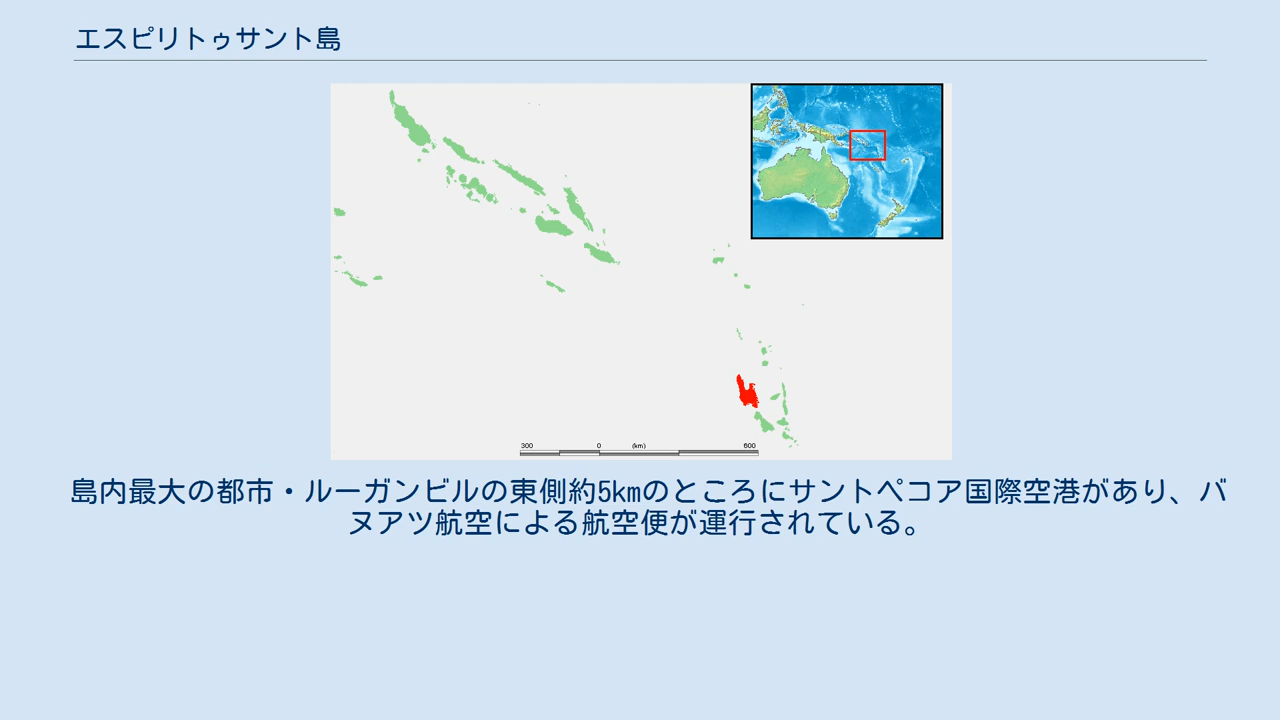 エスピリトゥサント島
300 0 (km) 600
島内最大の都市・ルーガンビルの東側約5kmのところにサントペコア国際空港があり、バ
ヌアツ航空による航空便が運行されている。